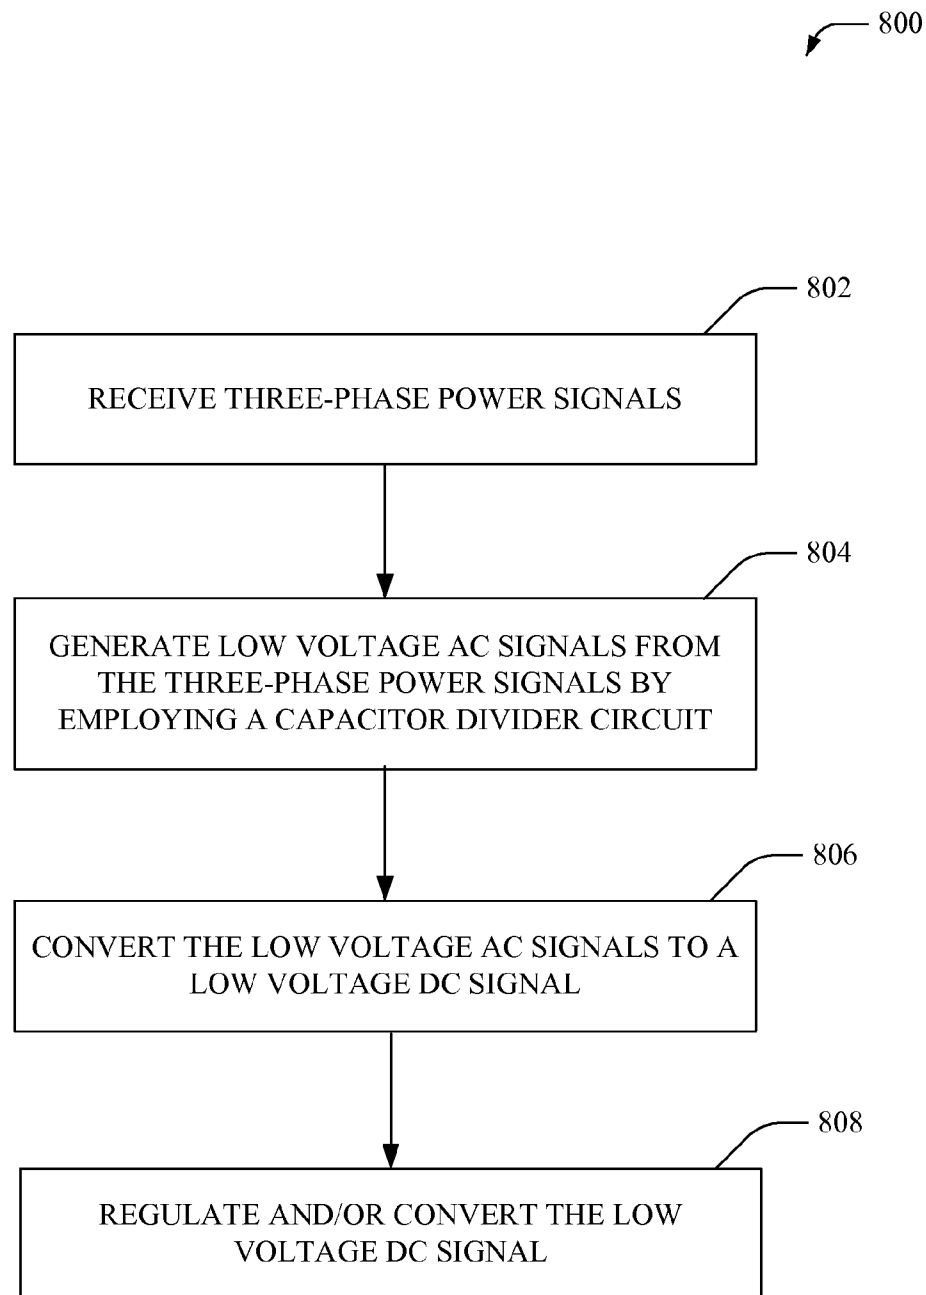 800
802
RECEIVE THREE-PHASE POWER SIGNALS
804
GENERATE LOW VOLTAGE AC SIGNALS FROM
THE THREE-PHASE POWER SIGNALS BY
EMPLOYING A CAPACITOR DIVIDER CIRCUIT
806
CONVERT THE LOW VOLTAGE AC SIGNALS TO A
LOW VOLTAGE DC SIGNAL
808
REGULATE AND/OR CONVERT THE LOW
VOLTAGE DC SIGNAL